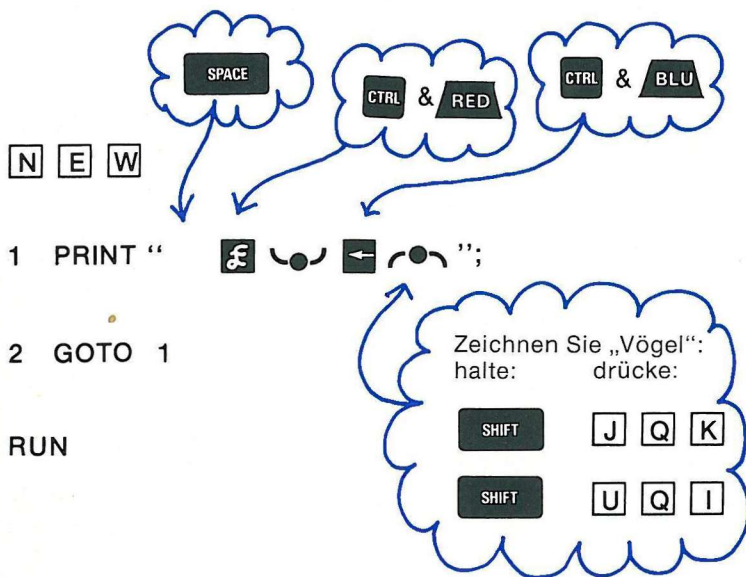 SPACE
CTRL & RED
CTRL & BLU
N E W
1 PRINT “ £ ← ”;
2 GOTO 1
Zeichnen Sie „Vögel“:
halte: drücke:
SHIFT J Q K
RUN
SHIFT U Q I